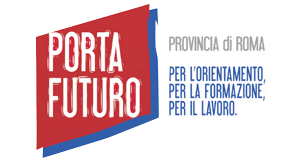 PORTA
FUTURO
PROVINCIA di ROMA
PER L'ORIENTAMENTO,
PER LA FORMAZIONE,
PER IL LAVORO.